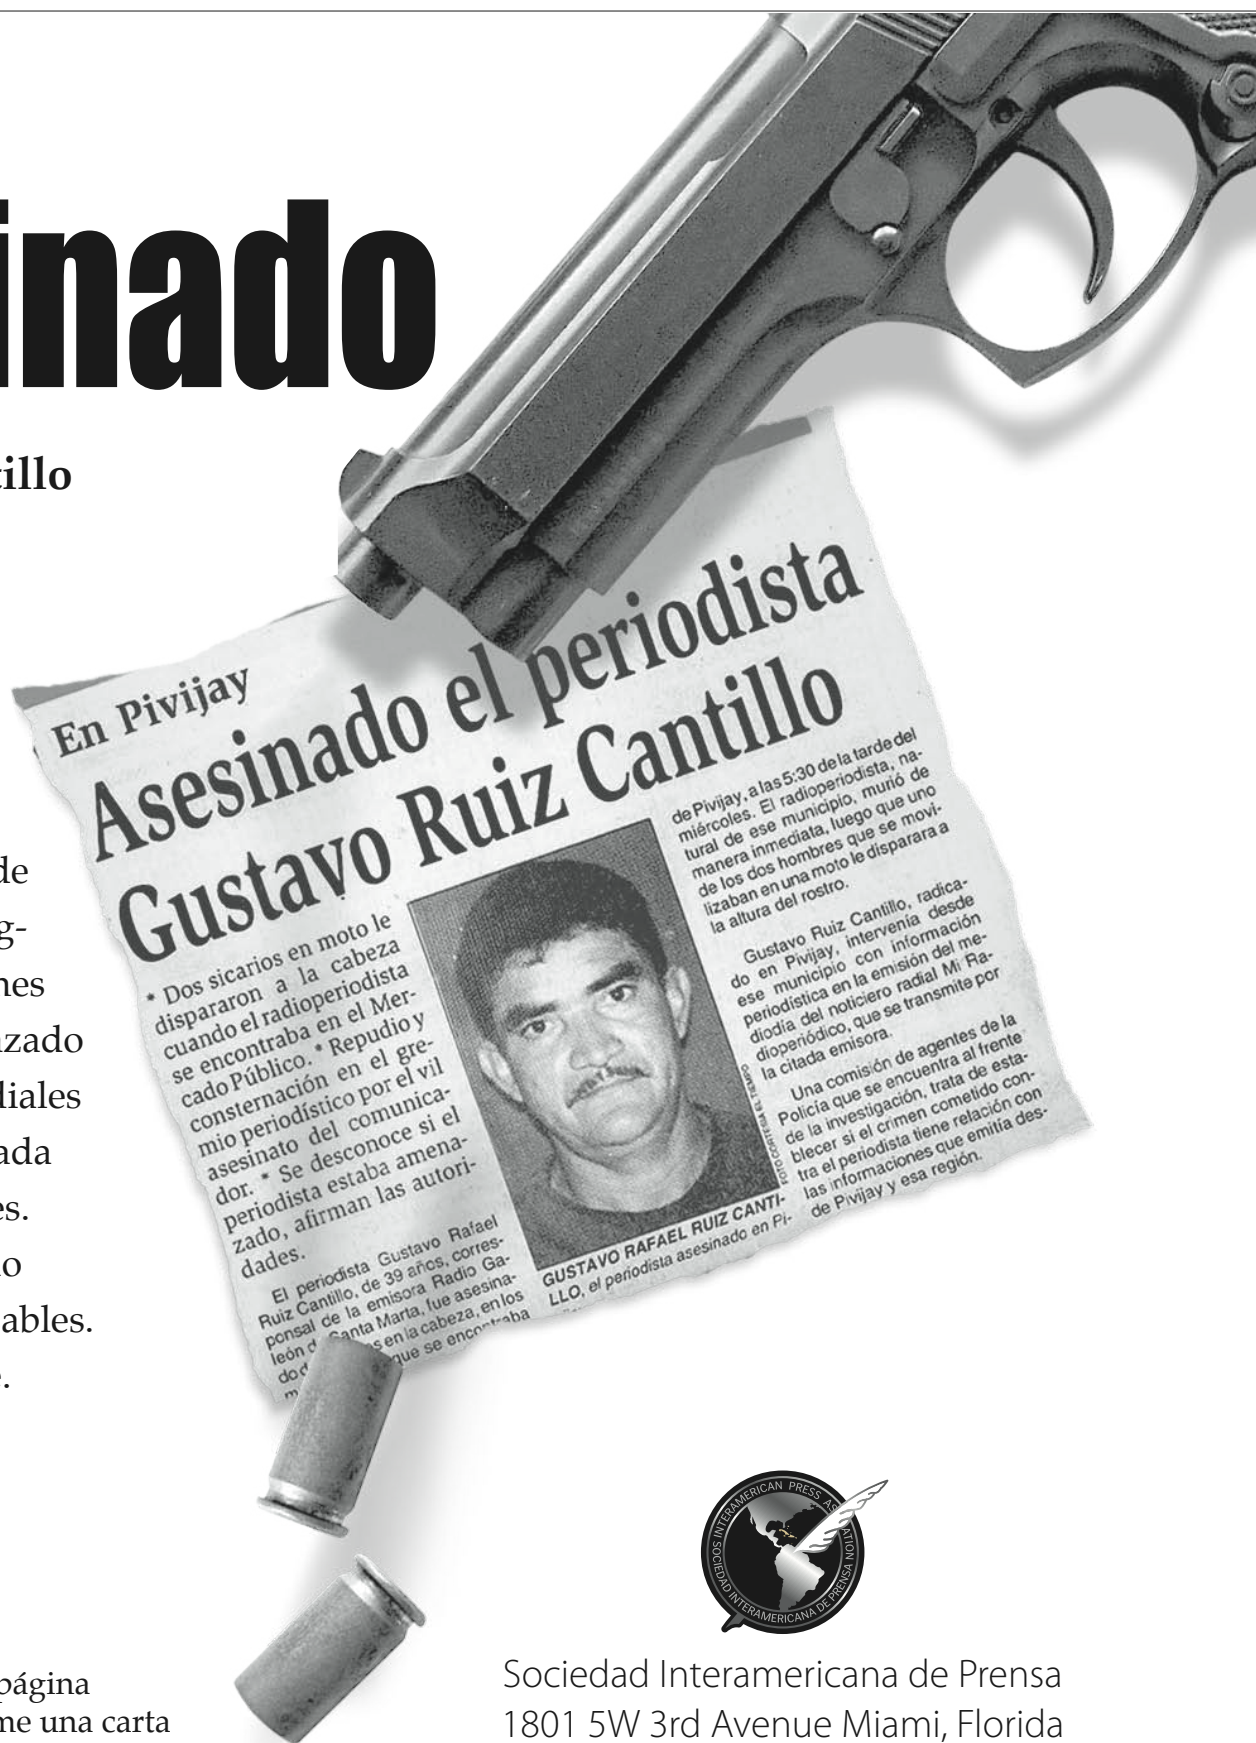 inado
tillo
En Pivijay
Asesinado el periodista
Gustavo Ruiz Cantillo
* Dos sicarios en moto le
dispararon a la cabeza
cuando el radioperiodista
se encontraba en el Mer-
cado Público. * Repudio y
consternación en el gre-
mio periodístico por el vil
asesinato del comunica-
dor. * Se desconoce si el
periodista estaba amena-
zado, afirman las autori-
dades.
El periodista Gustavo Rafael
Ruiz Cantillo, de 39 años, corres-
ponsal de la emisora Radio Ga-
león de Santa Marta, fue asesina-
do d en la cabeza, en los
que se encontraba
FOTO CORTESIA EL TIEMPO
GUSTAVO RAFAEL RUIZ CANTI-
LLO, el periodista asesinado en Pi-
de Pivijay, a las 5:30 de la tarde del
miércoles. El radioperiodista, na-
tural de ese municipio, murió de
manera inmediata, luego que uno
de los dos hombres que se movi-
lizaban en una moto le disparara a
la altura del rostro.
Gustavo Ruiz Cantillo, radica-
do en Pivijay, intervenía desde
ese municipio con información
periodística en la emisión del me-
diodía del noticiero radial Mi Ra-
dioperiódico, que se transmite por
la citada emisora.
Una comisión de agentes de la
Policía que se encuentra al frente
de la investigación, trata de esta-
blecer si el crimen cometido con-
tra el periodista tiene relación con
las informaciones que emitía des-
de Pivijay y esa región.
de
g-
nes
nzado
diales
ada
es.
o
ables.
e.
página
me una carta
INTERAMERICAN PRESS ASSOCIATION
SOCIEDAD INTERAMERICANA DE PRENSA
Sociedad Interamericana de Prensa
1801 5W 3rd Avenue Miami, Florida